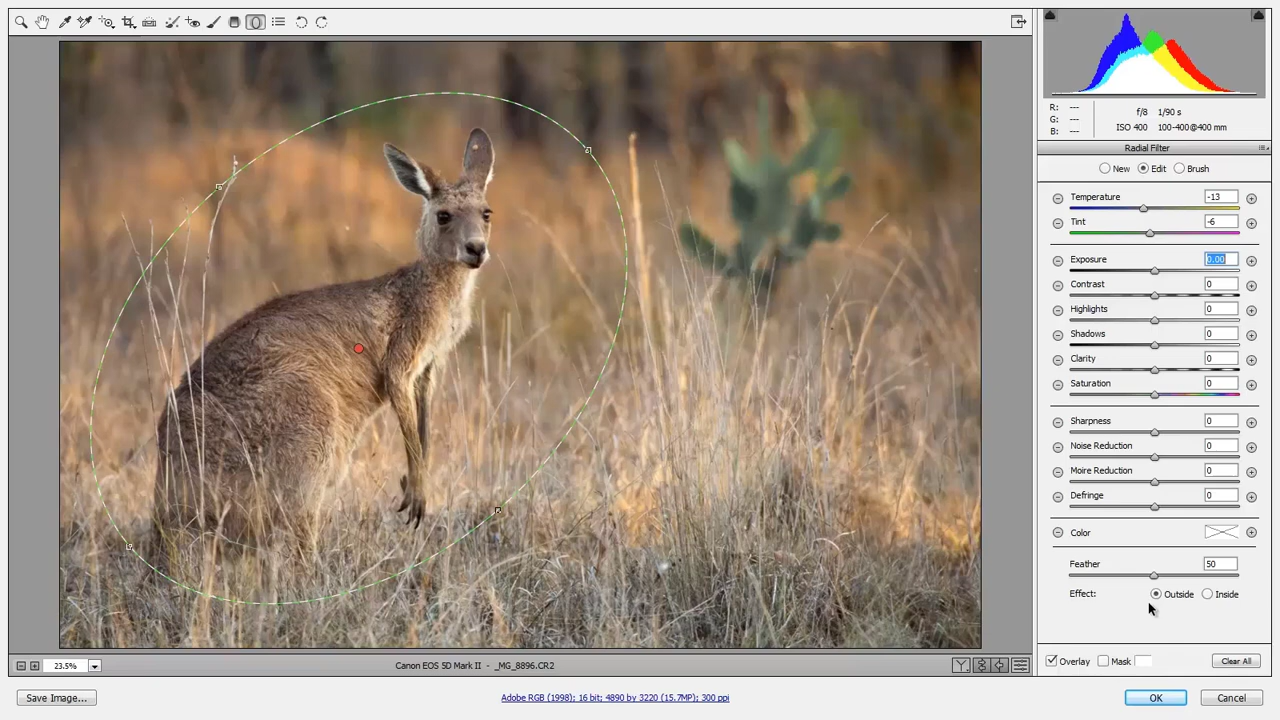 f/8 1/90 s
ISO 400 100-400@400 mm
R: ---
G: ---
B: ---
Radial Filter
New Edit Brush
Temperature -13
Tint -6
Exposure 0.00
Contrast 0
Highlights 0
Shadows 0
Clarity 0
Saturation 0
Sharpness 0
Noise Reduction 0
Moire Reduction 0
Defringe 0
Color
Feather 50
Effect: Outside Inside
Overlay Mask Clear All
23.5% Canon EOS 5D Mark II - _MG_8896.CR2 Y
Save Image... Adobe RGB (1998); 16 bit; 4890 by 3220 (15.7MP); 300 ppi OK Cancel